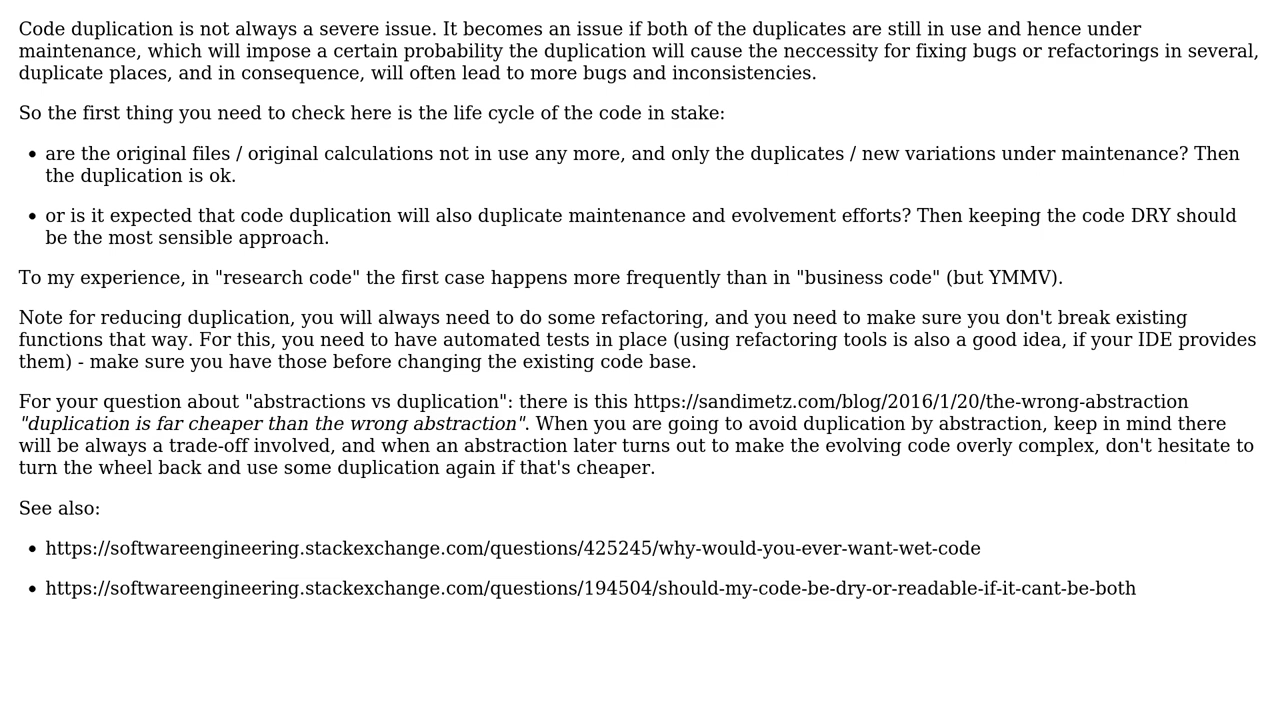 Code duplication is not always a severe issue. It becomes an issue if both of the duplicates are still in use and hence under
maintenance, which will impose a certain probability the duplication will cause the neccessity for fixing bugs or refactorings in several,
duplicate places, and in consequence, will often lead to more bugs and inconsistencies.
So the first thing you need to check here is the life cycle of the code in stake:
• are the original files / original calculations not in use any more, and only the duplicates / new variations under maintenance? Then
the duplication is ok.
• or is it expected that code duplication will also duplicate maintenance and evolvement efforts? Then keeping the code DRY should
be the most sensible approach.
To my experience, in "research code" the first case happens more frequently than in "business code" (but YMMV).
Note for reducing duplication, you will always need to do some refactoring, and you need to make sure you don't break existing
functions that way. For this, you need to have automated tests in place (using refactoring tools is also a good idea, if your IDE provides
them) - make sure you have those before changing the existing code base.
For your question about "abstractions vs duplication": there is this https://sandimetz.com/blog/2016/1/20/the-wrong-abstraction
"duplication is far cheaper than the wrong abstraction". When you are going to avoid duplication by abstraction, keep in mind there
will be always a trade-off involved, and when an abstraction later turns out to make the evolving code overly complex, don't hesitate to
turn the wheel back and use some duplication again if that's cheaper.
See also:
• https://softwareengineering.stackexchange.com/questions/425245/why-would-you-ever-want-wet-code
• https://softwareengineering.stackexchange.com/questions/194504/should-my-code-be-dry-or-readable-if-it-cant-be-both